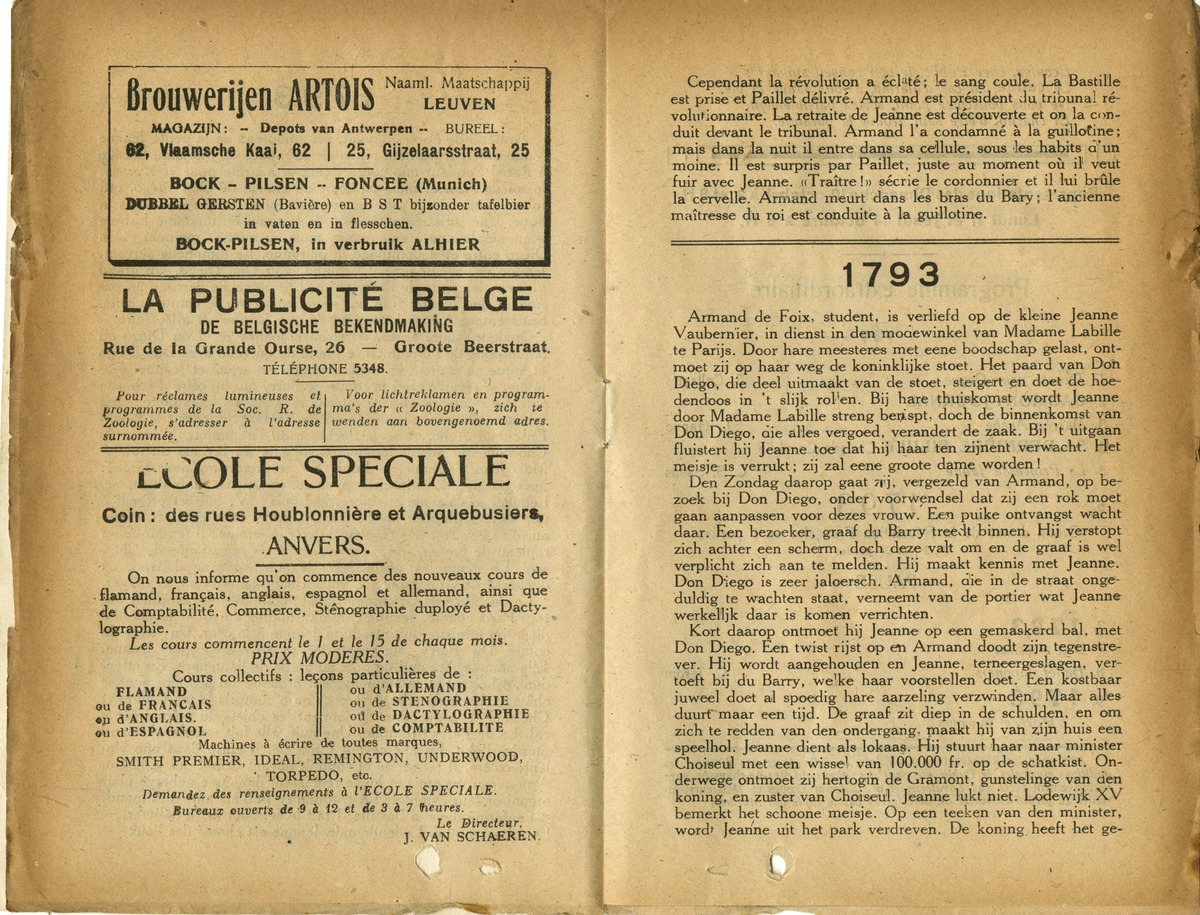 Brouwerijen ARTOIS Naaml. Maatschappij
LEUVEN
MAGAZIJN: -- Depots van Antwerpen -- BUREEL:
62, Vlaamsche Kaai, 62 | 25, Gijzelaarsstraat, 25
BOCK – PILSEN -- FONCEE (Munich)
DUBBEL GERSTEN (Bavière) en B S T bijzonder tafelbier
in vaten en in flesschen.
BOCK-PILSEN, in verbruik ALHIER
LA PUBLICITÉ BELGE
DE BELGISCHE BEKENDMAKING
Rue de la Grande Ourse, 26 — Groote Beerstraat.
TÉLÉPHONE 5348.
Pour réclames lumineuses et
programmes de la Soc. R. de
Zoologie, s'adresser à l'adresse
surnommée.
Voor lichtreklamen en program-
ma's der « Zoologie », zich te
wenden aan bovengenoemd adres.
ECOLE SPECIALE
Coin : des rues Houblonnière et Arquebusiers,
ANVERS.
On nous informe qu'on commence des nouveaux cours de
flamand, français, anglais, espagnol et allemand, ainsi que
de Comptabilité, Commerce, Sténographie duployé et Dacty-
lographie.
Les cours commencent le 1 et le 15 de chaque mois.
PRIX MODERES.
Cours collectifs : leçons particulières de :
FLAMAND
ou de FRANCAIS
ou d'ANGLAIS.
ou d'ESPAGNOL
ou d'ALLEMAND
ou de STENOGRAPHIE
ou de DACTYLOGRAPHIE
ou de COMPTABILITE
Machines à écrire de toutes marques,
SMITH PREMIER, IDEAL, REMINGTON, UNDERWOOD,
TORPEDO, etc.
Demandez des renseignements à l'ECOLE SPECIALE.
Bureaux ouverts de 9 à 12 et de 3 à 7 heures.
Le Directeur,
J. VAN SCHAEREN.
Cependant la révolution a éclaté; le sang coule. La Bastille
est prise et Paillet délivré. Armand est président du tribunal ré-
volutionnaire. La retraite de Jeanne est découverte et on la con-
duit devant le tribunal. Armand l'a condamné à la guillotine;
mais dans la nuit il entre dans sa cellule, sous les habits d'un
moine. Il est surpris par Paillet, juste au moment où il veut
fuir avec Jeanne. «Traître!» sécrie le cordonnier et il lui brûle
la cervelle. Armand meurt dans les bras du Bary; l'ancienne
maîtresse du roi est conduite à la guillotine.
1793
Armand de Foix, student, is verliefd op de kleine Jeanne
Vaubernier, in dienst in den modewinkel van Madame Labille
te Parijs. Door hare meesteres met eene boodschap gelast, ont-
moet zij op haar weg de koninklijke stoet. Het paard van Don
Diego, die deel uitmaakt van de stoet, steigert en doet de hoe-
dendoos in 't slijk rollen. Bij hare thuiskomst wordt Jeanne
door Madame Labille streng berispt, doch de binnenkomst van
Don Diego, die alles vergoed, verandert de zaak. Bij 't uitgaan
fluistert hij Jeanne toe dat hij haar ten zijnent verwacht. Het
meisje is verrukt; zij zal eene groote dame worden!
Den Zondag daarop gaat zij, vergezeld van Armand, op be-
zoek bij Don Diego, onder voorwendsel dat zij een rok moet
gaan aanpassen voor dezes vrouw. Een puike ontvangst wacht
daar. Een bezoeker, graaf du Barry treedt binnen. Hij verstopt
zich achter een scherm, doch deze valt om en de graaf is wel
verplicht zich aan te melden. Hij maakt kennis met Jeanne.
Don Diego is zeer jaloersch. Armand, die in de straat onge-
duldig te wachten staat, verneemt van de portier wat Jeanne
werkelijk daar is komen verrichten.
Kort daarop ontmoet hij Jeanne op een gemaskerd bal, met
Don Diego. Een twist rijst op en Armand doodt zijn tegenstre-
ver. Hij wordt aangehouden en Jeanne, terneergeslagen, ver-
toeft bij du Barry, welke haar voorstellen doet. Een kostbaar
juweel doet al spoedig hare aarzeling verzwinden. Maar alles
duurt maar een tijd. De graaf zit diep in de schulden, en om
zich te redden van den ondergang, maakt hij van zijn huis een
speelhol. Jeanne dient als lokaas. Hij stuurt haar naar minister
Choiseul met een wissel van 100.000 fr. op de schatkist. On-
derwege ontmoet zij hertogin de Gramont, gunstelinge van den
koning, en zuster van Choiseul. Jeanne lukt niet. Lodewijk XV
bemerkt het schoone meisje. Op een teeken van den minister,
wordt Jeanne uit het park verdreven. De koning heeft het ge-